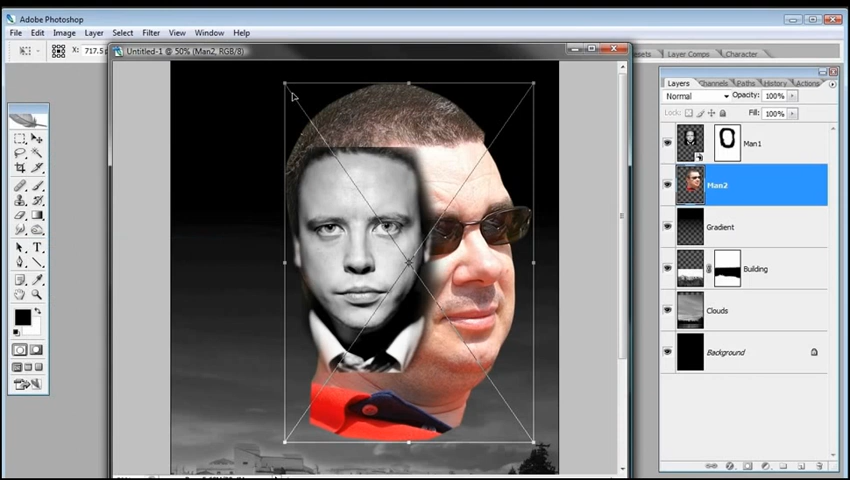 Adobe Photoshop
File Edit Image Layer Select Filter View Window Help
X: 717.5
Layer Comps Character
Untitled-1 @ 50% (Man2, RGB/8)
Layers Channels Paths History Actions
Normal Opacity: 100%
Lock: Fill: 100%
Man1
Man2
Gradient
Building
Clouds
Background
T